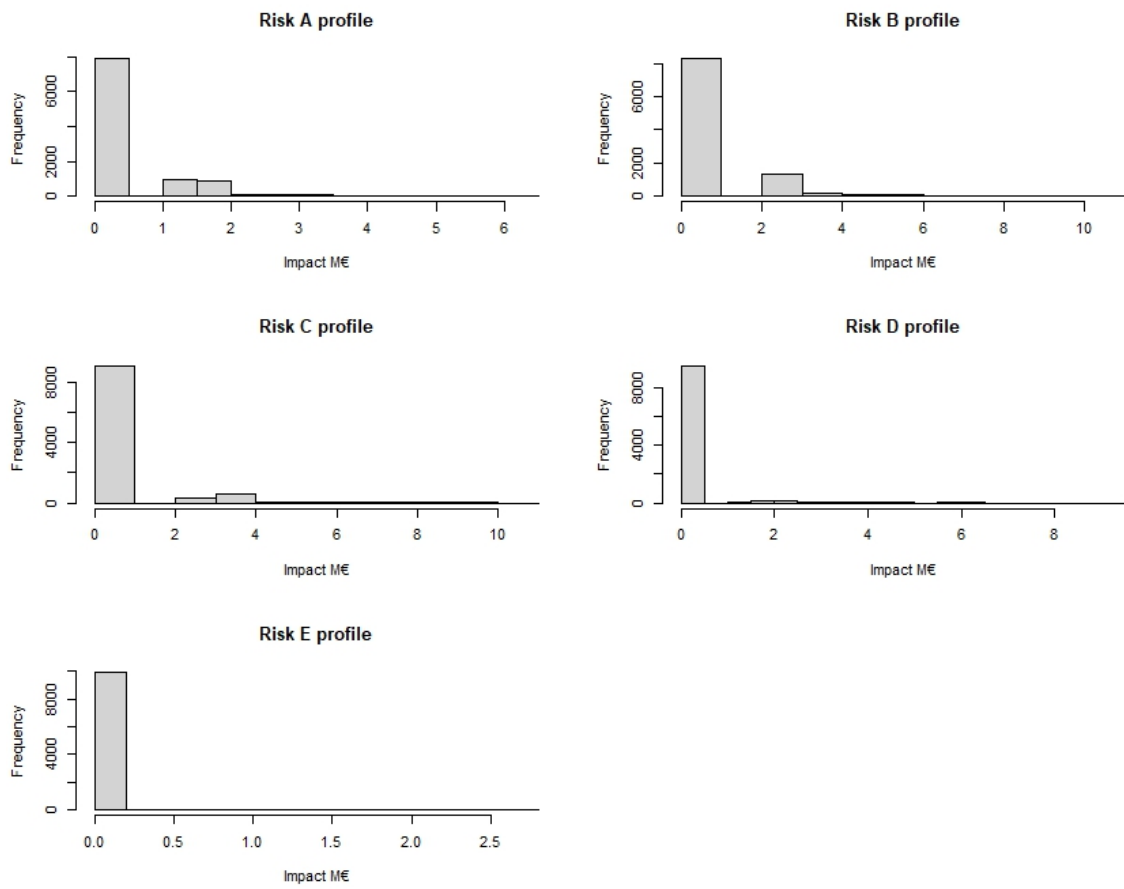 Risk A profile
Frequency
6000
2000
0
0 1 2 3 4 5 6
Impact M€
Risk B profile
Frequency
6000
2000
0
0 2 4 6 8 10
Impact M€
Risk C profile
Frequency
8000
4000
0
0 2 4 6 8 10
Impact M€
Risk D profile
Frequency
8000
4000
0
0 2 4 6 8
Impact M€
Risk E profile
Frequency
8000
4000
0
0.0 0.5 1.0 1.5 2.0 2.5
Impact M€